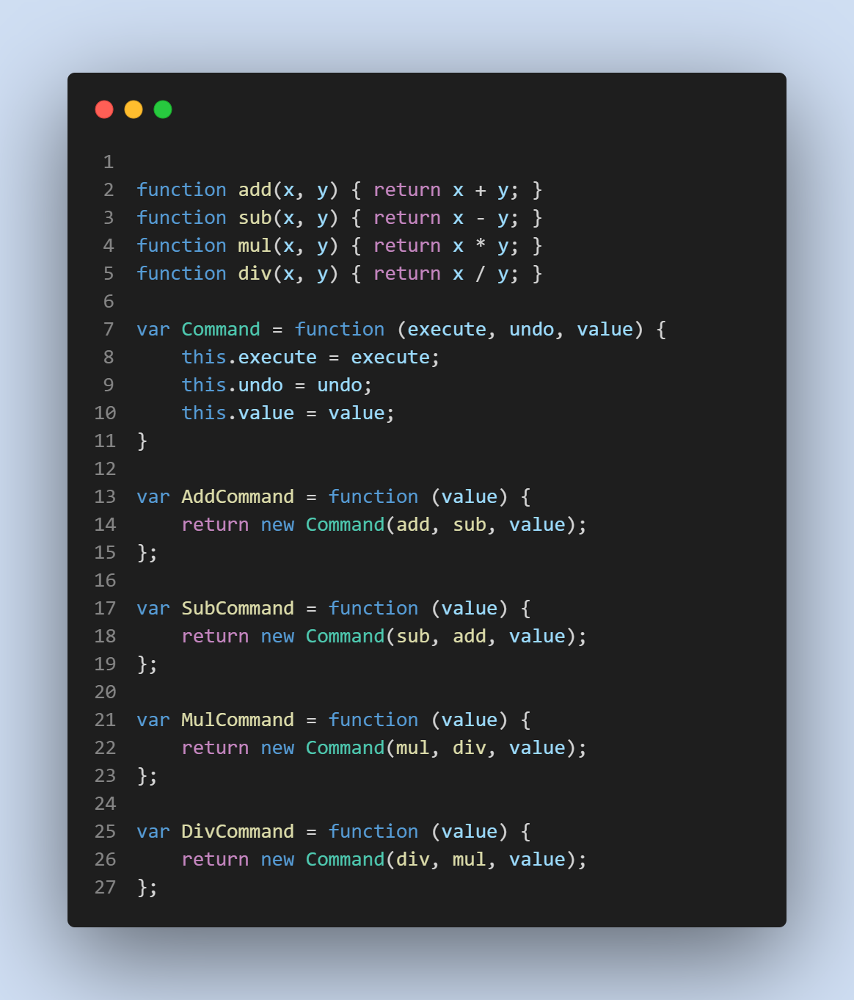 1
2 function add(x, y) { return x + y; }
3 function sub(x, y) { return x - y; }
4 function mul(x, y) { return x * y; }
5 function div(x, y) { return x / y; }
6
7 var Command = function (execute, undo, value) {
8     this.execute = execute;
9     this.undo = undo;
10     this.value = value;
11 }
12
13 var AddCommand = function (value) {
14     return new Command(add, sub, value);
15 };
16
17 var SubCommand = function (value) {
18     return new Command(sub, add, value);
19 };
20
21 var MulCommand = function (value) {
22     return new Command(mul, div, value);
23 };
24
25 var DivCommand = function (value) {
26     return new Command(div, mul, value);
27 };